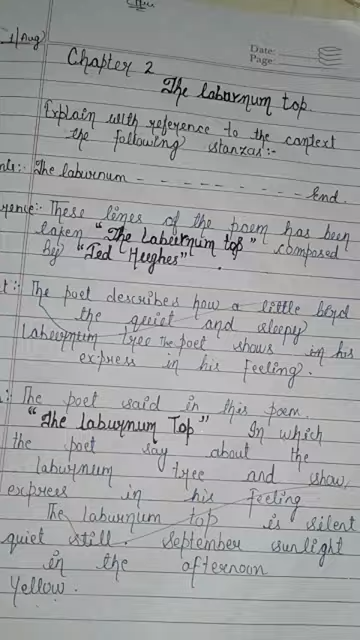 1/Aug
Date:
Page:
Chapter 2
The laburnum top.
Explain with reference to the context
the following stanzas:-
The laburnum - - - - - - - - - End.
These lines of the poem has been
taken "The Labeurnum top" composed
by "Ted Hughes".
The poet describes how a little
the quiet and sleepy
tree The poet shows in his
express in his feeling.
The poet said in this poem.
"The laburnum Top" In which
the poet say about the
laburnum tree and show,
express in his feeling
The laburnum top is silent
quiet still. September sunlight
in the afternoon
Yellow.